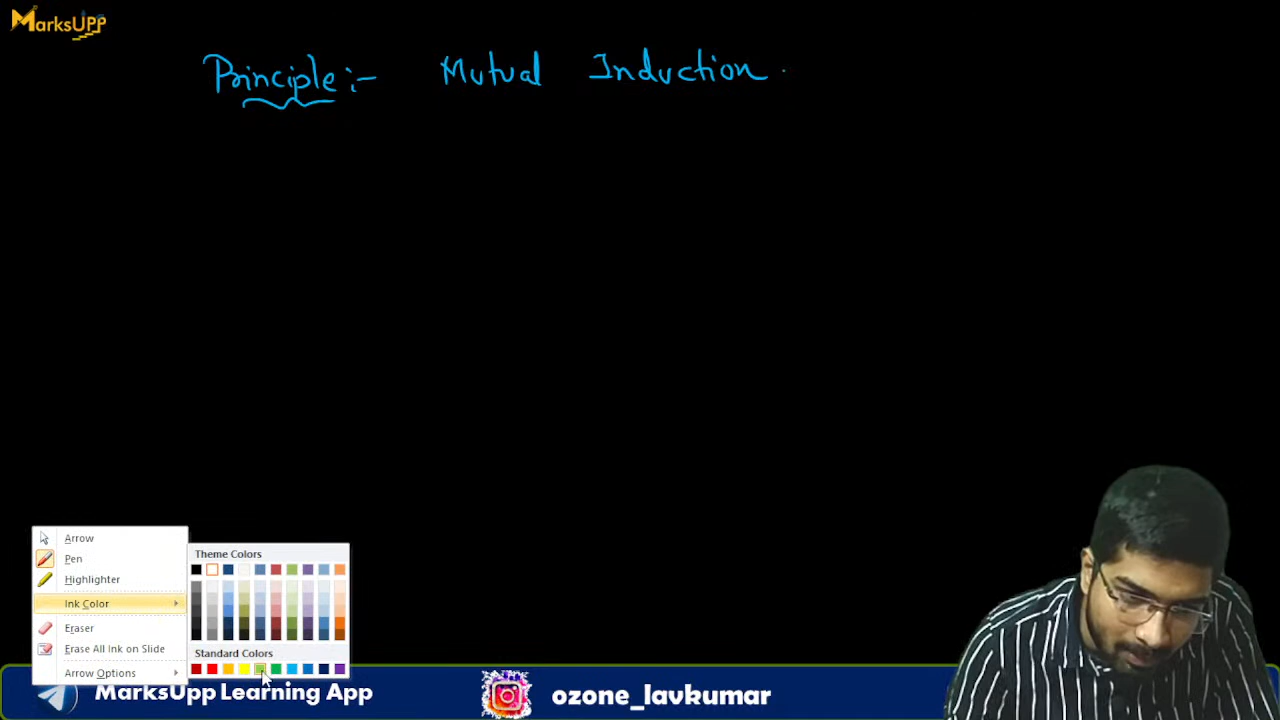 MarksUpp
Principle:- Mutual Induction.
Arrow
Pen
Highlighter
Ink Color
Eraser
Erase All Ink on Slide
Arrow Options
Theme Colors
Standard Colors
MarksUpp Learning App
ozone_lavkumar